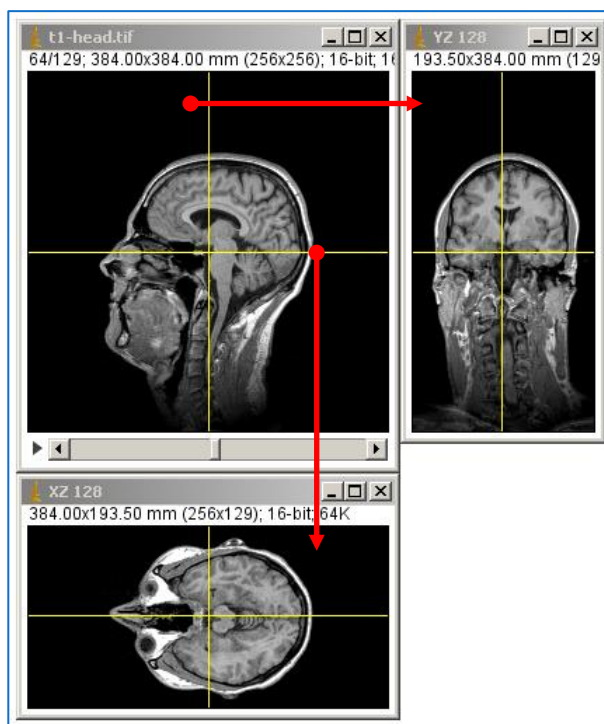 t1-head.tif
64/129; 384.00x384.00 mm (256x256); 16-bit; 16
YZ 128
193.50x384.00 mm (129
XZ 128
384.00x193.50 mm (256x129); 16-bit; 64K